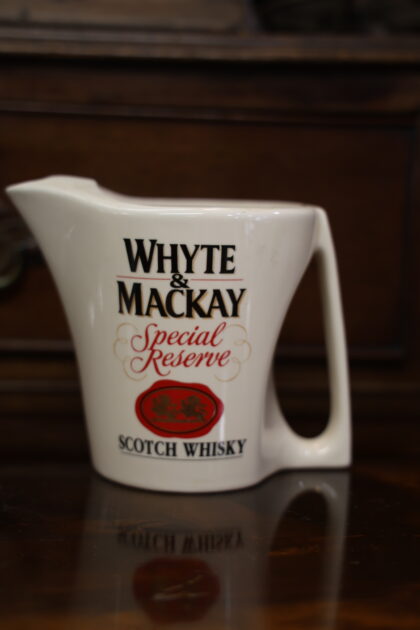 WHYTE
&
MACKAY
Special
Reserve
SCOTCH WHISKY